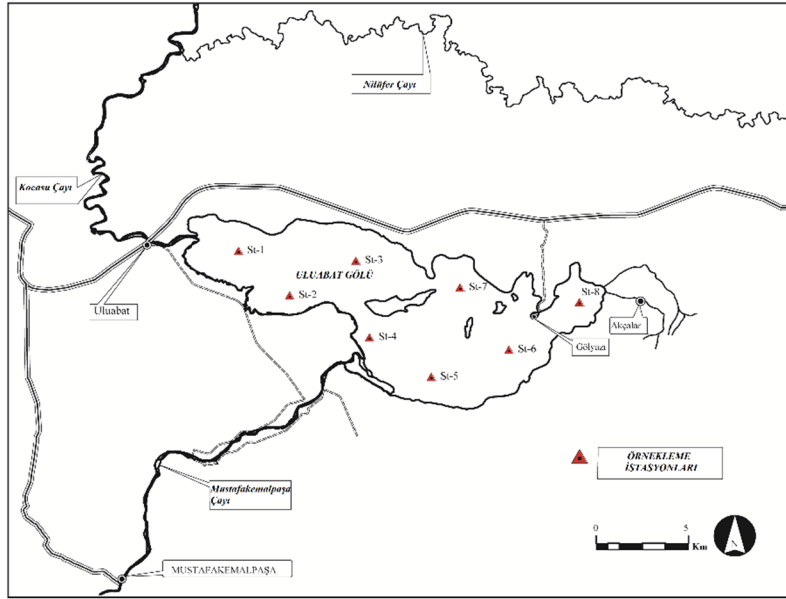 Nilüfer Çayı
Kocasu Çayı
St-1
St-3
ULUABAT GÖLÜ
St-7
St-2
St-8
Uluabat
Akçalar
St-4
Gölyazı
St-6
St-5
ÖRNEKLEME
İSTASYONLARI
Mustafakemalpaşa
Çayı
0
5
Km
N
MUSTAFAKEMALPAŞA